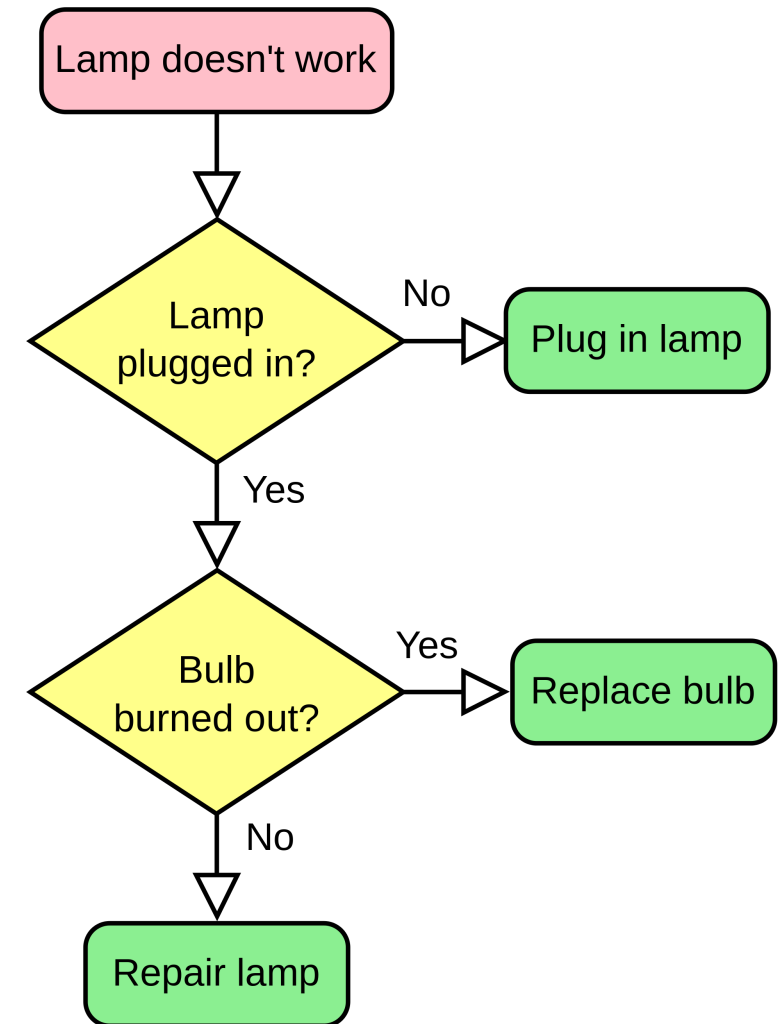 Lamp doesn't work
Lamp
plugged in?
No
Plug in lamp
Yes
Bulb
burned out?
Yes
Replace bulb
No
Repair lamp